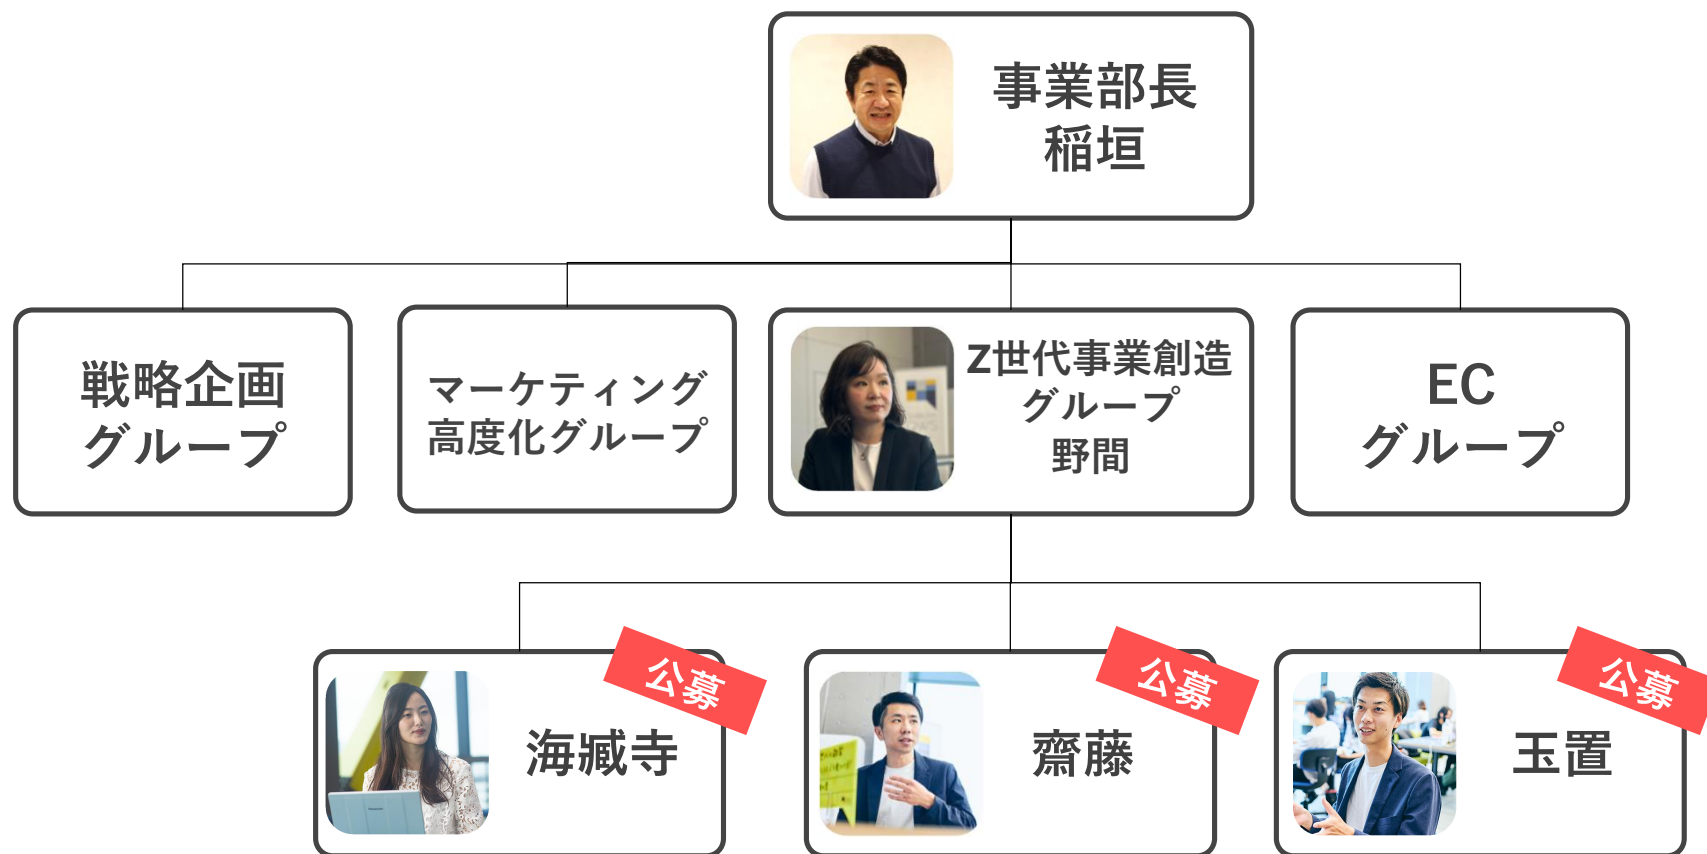 事業部長
稲垣
戦略企画
グループ
マーケティング
高度化グループ
Z世代事業創造
グループ
野間
EC
グループ
公募
海臧寺
公募
齋藤
公募
玉置